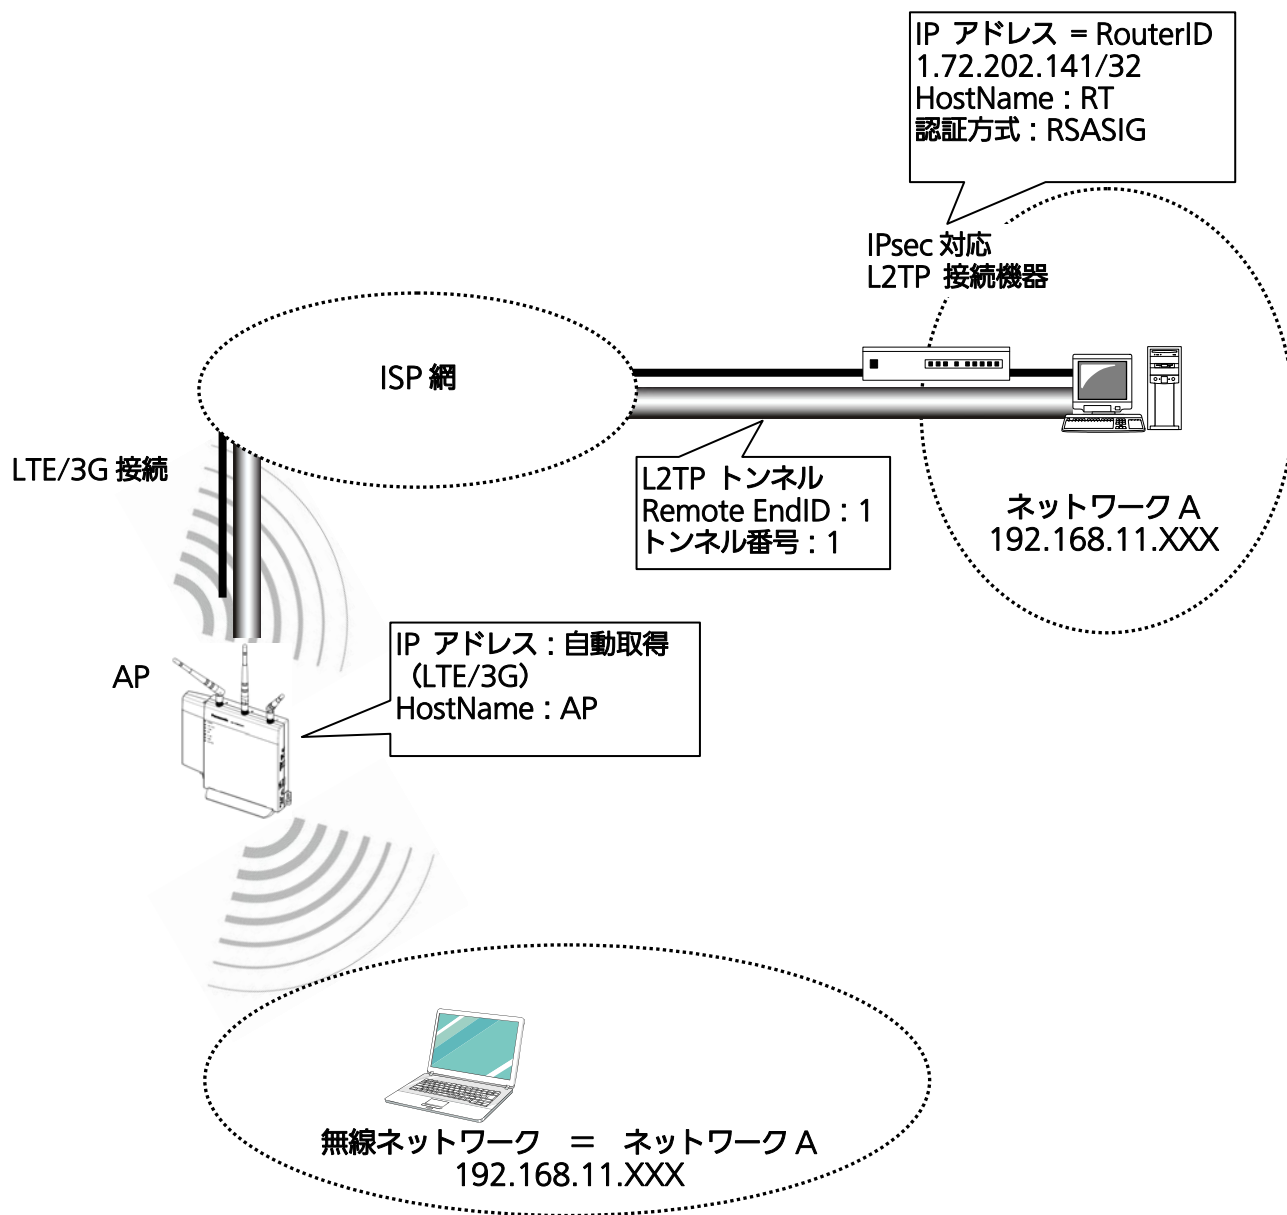 IP アドレス = RouterID
1.72.202.141/32
HostName : RT
認証方式 : RSASIG
IPsec 対応
L2TP 接続機器
ISP 網
LTE/3G 接続
L2TP トンネル
Remote EndID : 1
トンネル番号 : 1
ネットワーク A
192.168.11.XXX
IP アドレス : 自動取得
(LTE/3G)
HostName : AP
AP
無線ネットワーク ＝ ネットワーク A
192.168.11.XXX